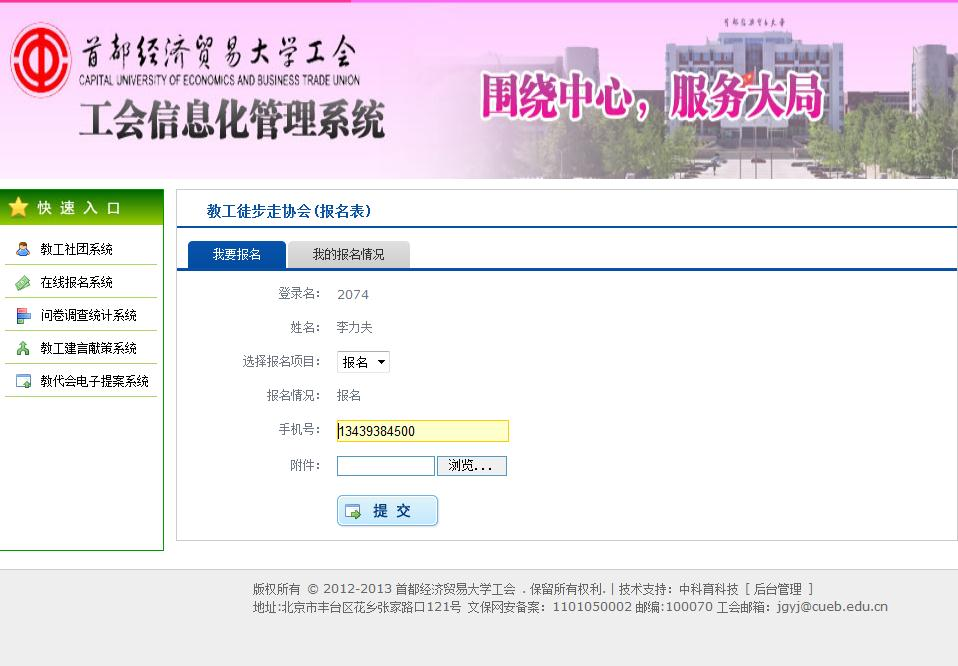 首都经济贸易大学
首都经济贸易大学工会
CAPITAL UNIVERSITY OF ECONOMICS AND BUSINESS TRADE UNION
工会信息化管理系统
围绕中心，服务大局
快速入口
教工社团系统
在线报名系统
问卷调查统计系统
教工建言献策系统
教代会电子提案系统
教工徒步走协会(报名表)
我要报名 我的报名情况
登录名： 2074
姓名： 李力夫
选择报名项目： 报名
报名情况： 报名
手机号： 13439384500
附件： 浏览...
提 交
版权所有 © 2012-2013 首都经济贸易大学工会 . 保留所有权利. | 技术支持：中科育科技 [ 后台管理 ]
地址:北京市丰台区花乡张家路口121号 文保网安备案：1101050002 邮编:100070 工会邮箱：jgyj@cueb.edu.cn